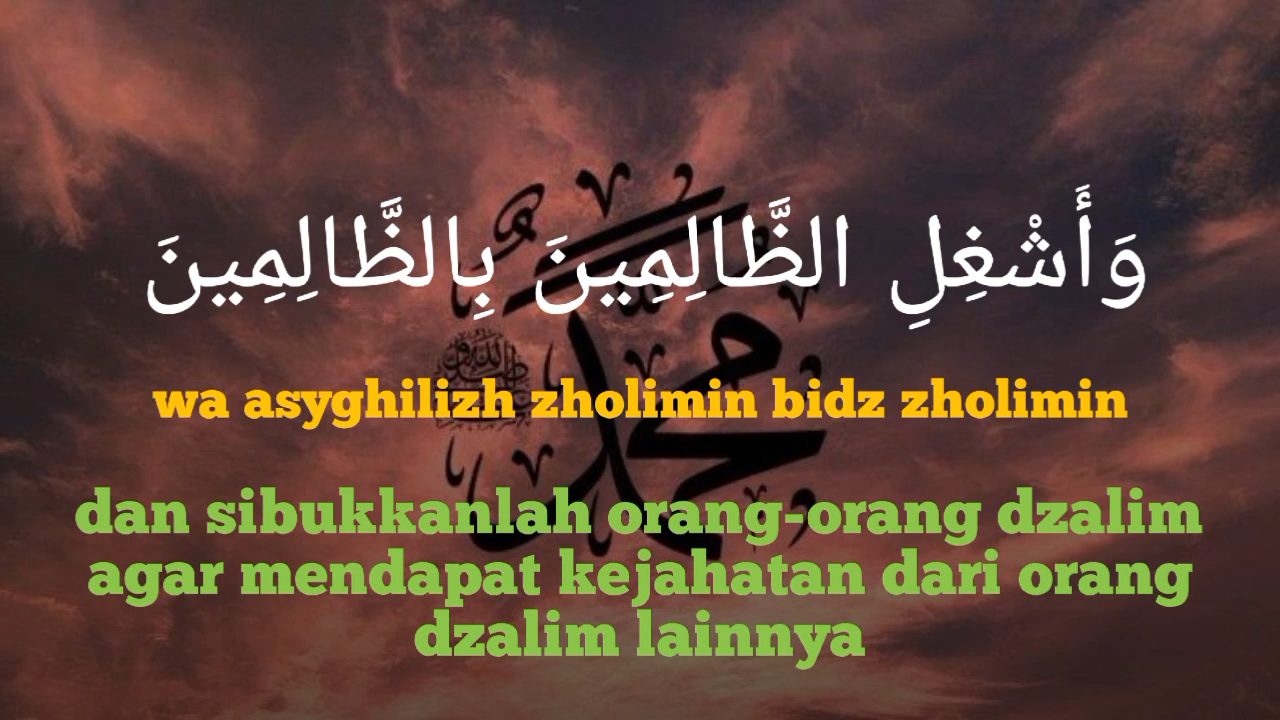 وَأَشْغِلِ الظَّالِمِينَ بِالظَّالِمِينَ
wa asyghilizh zholimin bidz zholimin
dan sibukkanlah orang-orang dzalim
agar mendapat kejahatan dari orang
dzalim lainnya
محمد